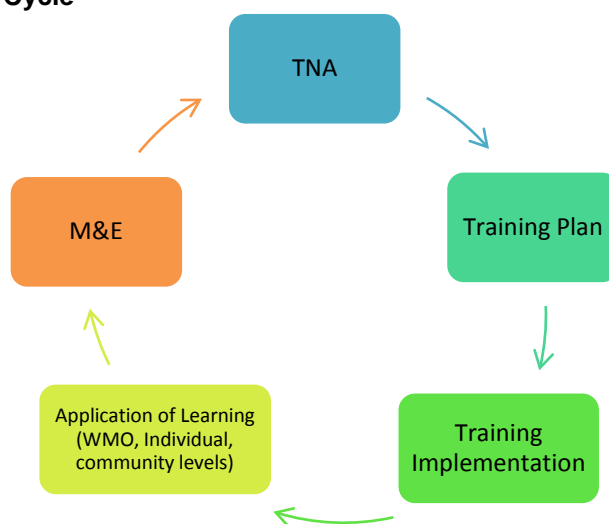 Cycle
TNA
Training Plan
Training
Implementation
Application of Learning
(WMO, Individual,
community levels)
M&E